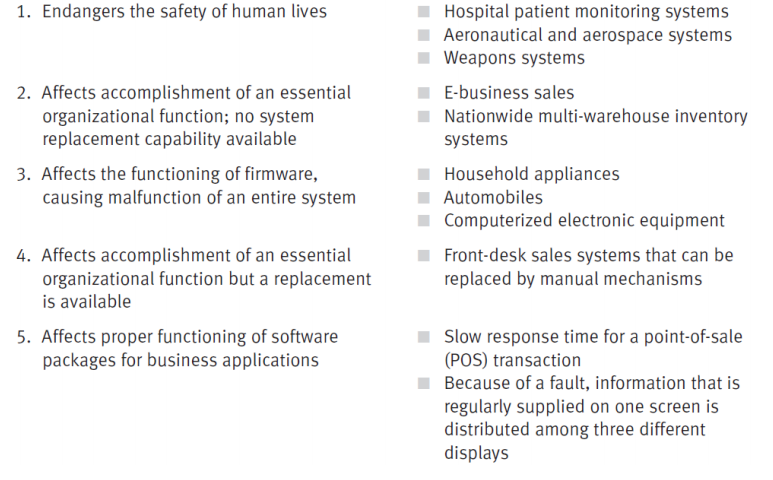 1. Endangers the safety of human lives
■ Hospital patient monitoring systems
■ Aeronautical and aerospace systems
■ Weapons systems
2. Affects accomplishment of an essential
organizational function; no system
replacement capability available
■ E-business sales
■ Nationwide multi-warehouse inventory
systems
3. Affects the functioning of firmware,
causing malfunction of an entire system
■ Household appliances
■ Automobiles
■ Computerized electronic equipment
4. Affects accomplishment of an essential
organizational function but a replacement
is available
■ Front-desk sales systems that can be
replaced by manual mechanisms
5. Affects proper functioning of software
packages for business applications
■ Slow response time for a point-of-sale
(POS) transaction
■ Because of a fault, information that is
regularly supplied on one screen is
distributed among three different
displays